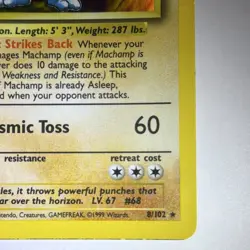 on. Length: 5' 3", Weight: 287 lbs.
Strikes Back Whenever your
nages Machamp (even if Machamp is
ver does 10 damage to the attacking
Weakness and Resistance.) This
f Machamp is already Asleep,
d when your opponent attacks.
smic Toss 60
resistance retreat cost
les, it throws powerful punches that
ar over the horizon. LV. 67 #68
ntendo, Creatures, GAMEFREAK. ©1999 Wizards. 8/102 ★